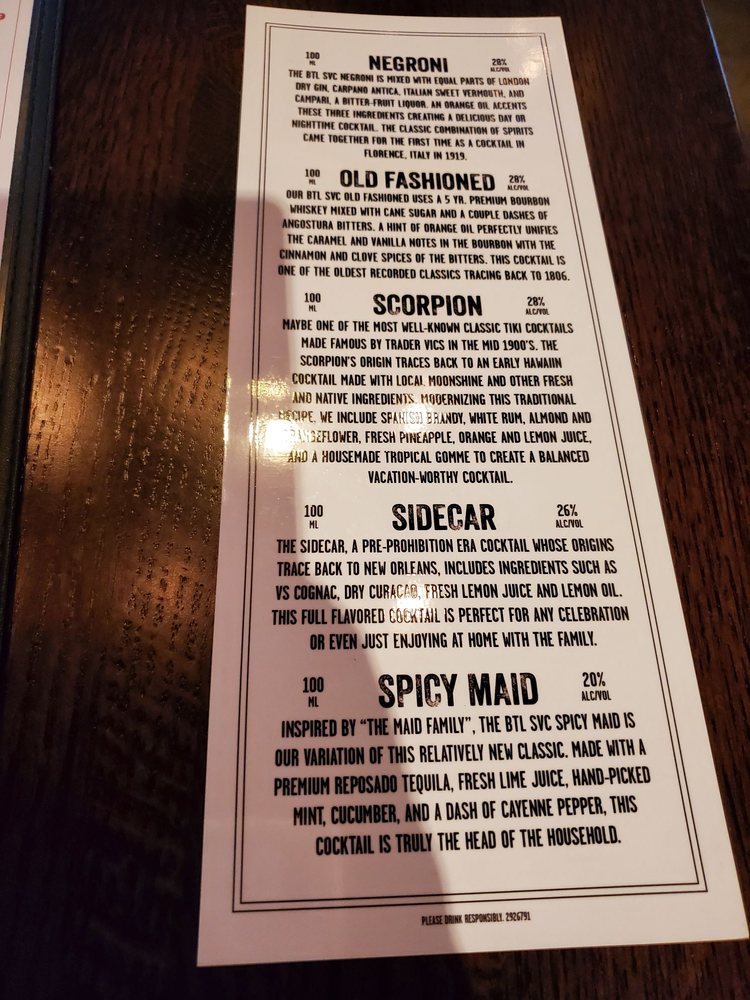 100 ML NEGRONI 28% ALC/VOL
THE BTL SVC NEGRONI IS MIXED WITH EQUAL PARTS OF LONDON
DRY GIN, CARPANO ANTICA, ITALIAN SWEET VERMOUTH, AND
CAMPARI, A BITTER-FRUIT LIQUOR. AN ORANGE OIL ACCENTS
THESE THREE INGREDIENTS CREATING A DELICIOUS DAY OR
NIGHTTIME COCKTAIL. THE CLASSIC COMBINATION OF SPIRITS
CAME TOGETHER FOR THE FIRST TIME AS A COCKTAIL IN
FLORENCE, ITALY IN 1919.
100 ML OLD FASHIONED 28% ALC/VOL
OUR BTL SVC OLD FASHIONED USES A 5 YR. PREMIUM BOURBON
WHISKEY MIXED WITH CANE SUGAR AND A COUPLE DASHES OF
ANGOSTURA BITTERS. A HINT OF ORANGE OIL PERFECTLY UNIFIES
THE CARAMEL AND VANILLA NOTES IN THE BOURBON WITH THE
CINNAMON AND CLOVE SPICES OF THE BITTERS. THIS COCKTAIL IS
ONE OF THE OLDEST RECORDED CLASSICS TRACING BACK TO 1806.
100 ML SCORPION 28% ALC/VOL
MAYBE ONE OF THE MOST WELL-KNOWN CLASSIC TIKI COCKTAILS
MADE FAMOUS BY TRADER VICS IN THE MID 1900'S. THE
SCORPION'S ORIGIN TRACES BACK TO AN EARLY HAWAIIN
COCKTAIL MADE WITH LOCAL MOONSHINE AND OTHER FRESH
AND NATIVE INGREDIENTS. MODERNIZING THIS TRADITIONAL
RECIPE, WE INCLUDE SPANISH BRANDY, WHITE RUM, ALMOND AND
FRESH PINEAPPLE, ORANGE AND LEMON JUICE,
AND A HOUSEMADE TROPICAL GOMME TO CREATE A BALANCED
VACATION-WORTHY COCKTAIL.
100 ML SIDECAR 26% ALC/VOL
THE SIDECAR, A PRE-PROHIBITION ERA COCKTAIL WHOSE ORIGINS
TRACE BACK TO NEW ORLEANS, INCLUDES INGREDIENTS SUCH AS
VS COGNAC, DRY CURACAO, FRESH LEMON JUICE AND LEMON OIL.
THIS FULL FLAVORED COCKTAIL IS PERFECT FOR ANY CELEBRATION
OR EVEN JUST ENJOYING AT HOME WITH THE FAMILY.
100 ML SPICY MAID 20% ALC/VOL
INSPIRED BY "THE MAID FAMILY", THE BTL SVC SPICY MAID IS
OUR VARIATION OF THIS RELATIVELY NEW CLASSIC. MADE WITH A
PREMIUM REPOSADO TEQUILA, FRESH LIME JUICE, HAND-PICKED
MINT, CUCUMBER, AND A DASH OF CAYENNE PEPPER, THIS
COCKTAIL IS TRULY THE HEAD OF THE HOUSEHOLD.
PLEASE DRINK RESPONSIBLY. 2926791